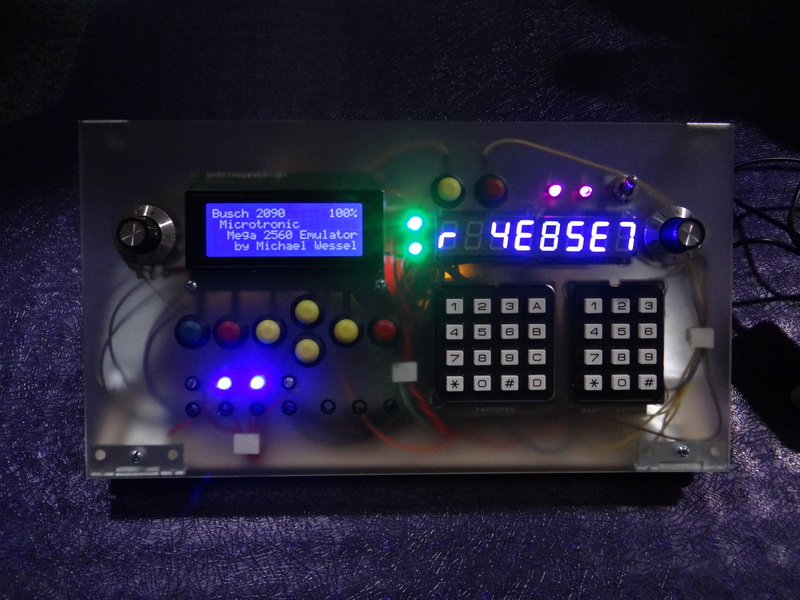 Busch 2090 100%
Microtronic
Mega 2560 Emulator
by Michael Wessel
r 4E85E7
1 2 3 A
4 5 6 B
7 8 9 C
* 0 # D
1 2 3
4 5 6
7 8 9
* 0 #